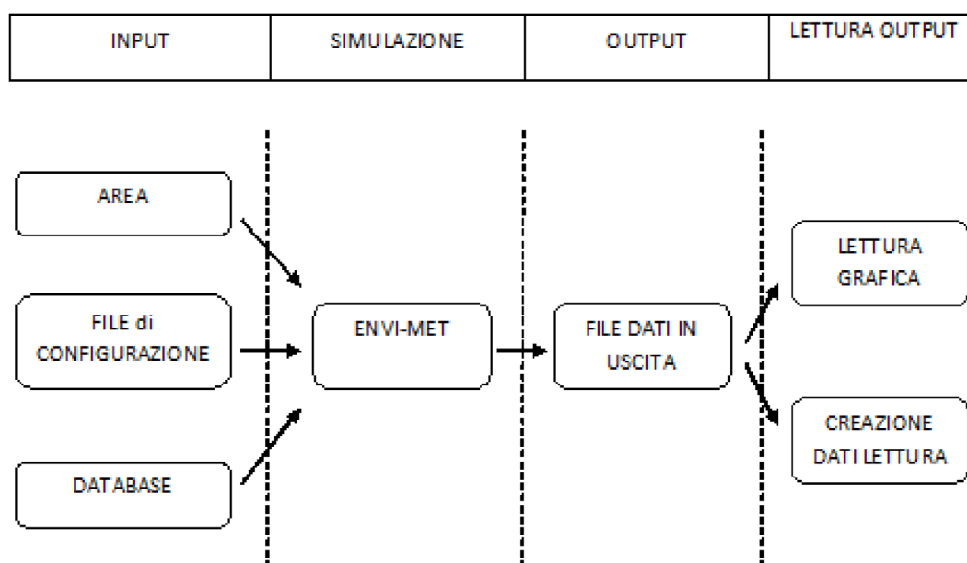 INPUT
SIMULAZIONE
OUTPUT
LETTURA OUTPUT
AREA
FILE di
CONFIGURAZIONE
DATABASE
ENVI-MET
FILE DATI IN
USCITA
LETTURA
GRAFICA
CREAZIONE
DATI LETTURA